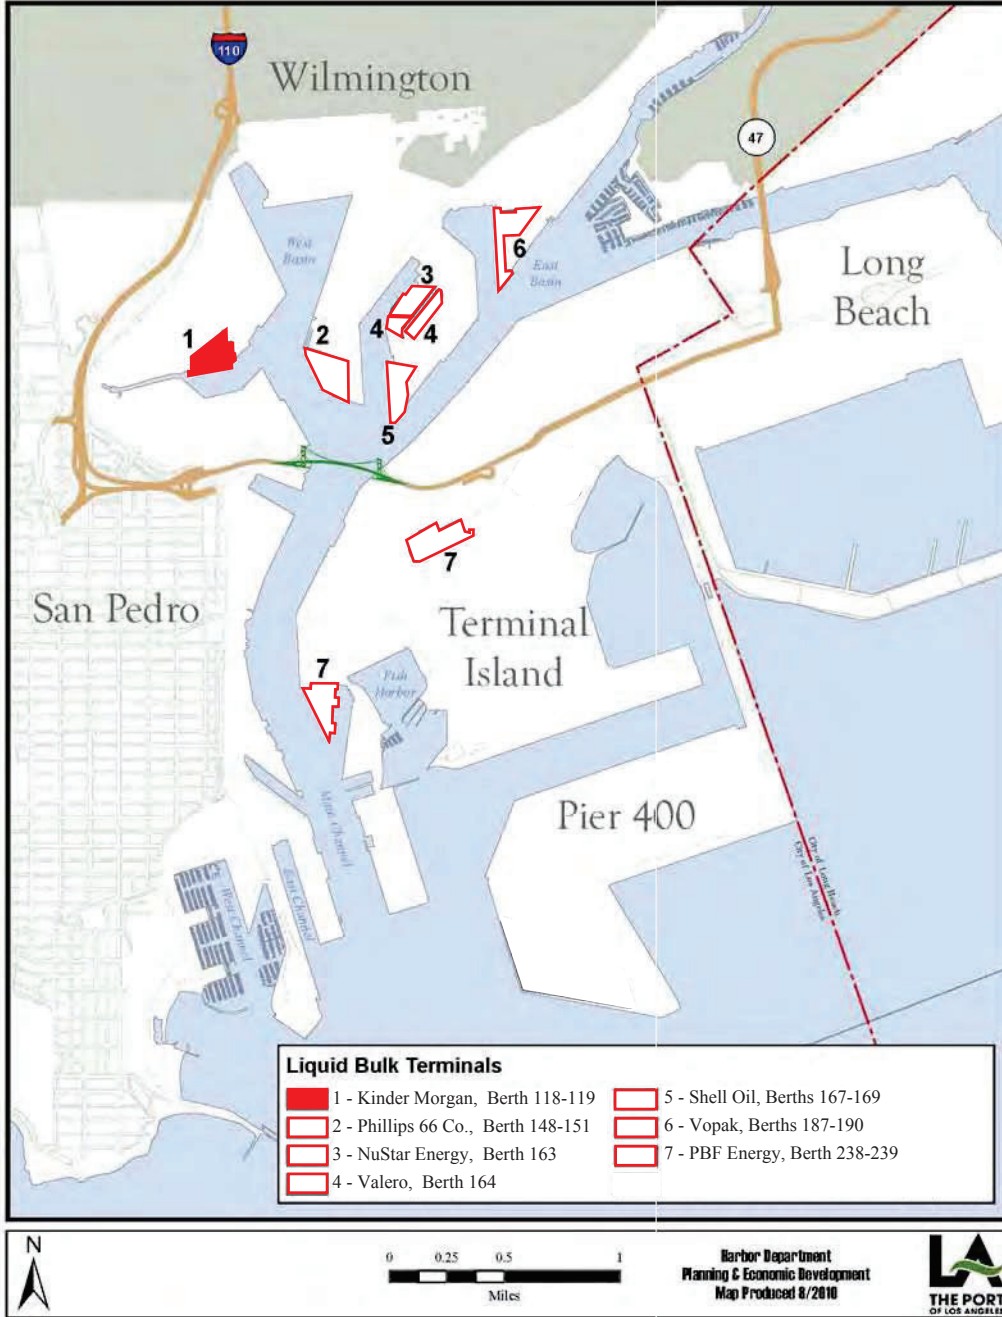 110
Wilmington
47
West
Basin
6
East
Basin
Long
Beach
3
1
2
4
4
5
7
San Pedro
Terminal
Island
7
Fish
Harbor
Main Channel
Pier 400
City of Long Beach
City of Los Angeles
East Channel
West Channel
Liquid Bulk Terminals
1 - Kinder Morgan, Berth 118-119
2 - Phillips 66 Co., Berth 148-151
3 - NuStar Energy, Berth 163
4 - Valero, Berth 164
5 - Shell Oil, Berths 167-169
6 - Vopak, Berths 187-190
7 - PBF Energy, Berth 238-239
N
0 0.25 0.5 1
Miles
Harbor Department
Planning & Economic Development
Map Produced 8/2010
LA
THE PORT
OF LOS ANGELES